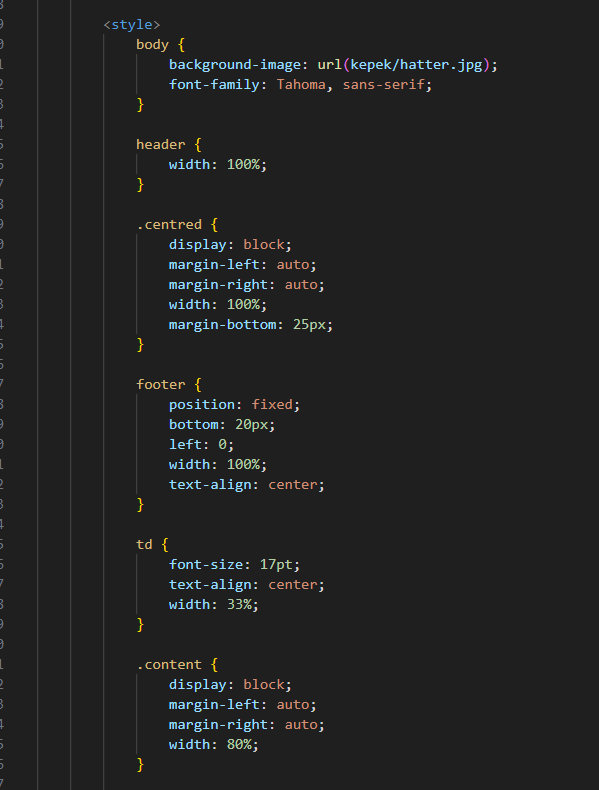 <style>
body {
background-image: url(kepek/hatter.jpg);
font-family: Tahoma, sans-serif;
}
header {
width: 100%;
}
.centred {
display: block;
margin-left: auto;
margin-right: auto;
width: 100%;
margin-bottom: 25px;
}
footer {
position: fixed;
bottom: 20px;
left: 0;
width: 100%;
text-align: center;
}
td {
font-size: 17pt;
text-align: center;
width: 33%;
}
.content {
display: block;
margin-left: auto;
margin-right: auto;
width: 80%;
}